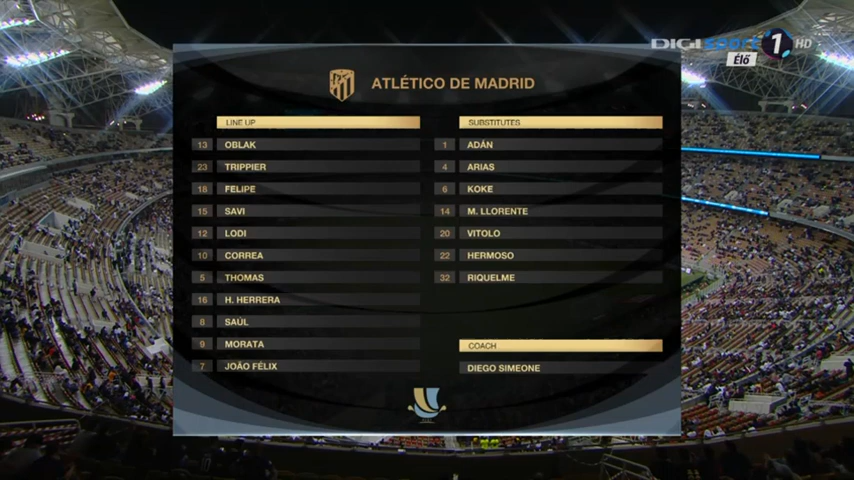 DIGI SPORT 1 HD
Élő
ATLÉTICO DE MADRID
LINE UP
13 OBLAK
23 TRIPPIER
18 FELIPE
15 SAVI
12 LODI
10 CORREA
5 THOMAS
16 H. HERRERA
8 SAÚL
9 MORATA
7 JOÃO FÉLIX
SUBSTITUTES
1 ADÁN
4 ARIAS
6 KOKE
14 M. LLORENTE
20 VITOLO
22 HERMOSO
32 RIQUELME
COACH
DIEGO SIMEONE